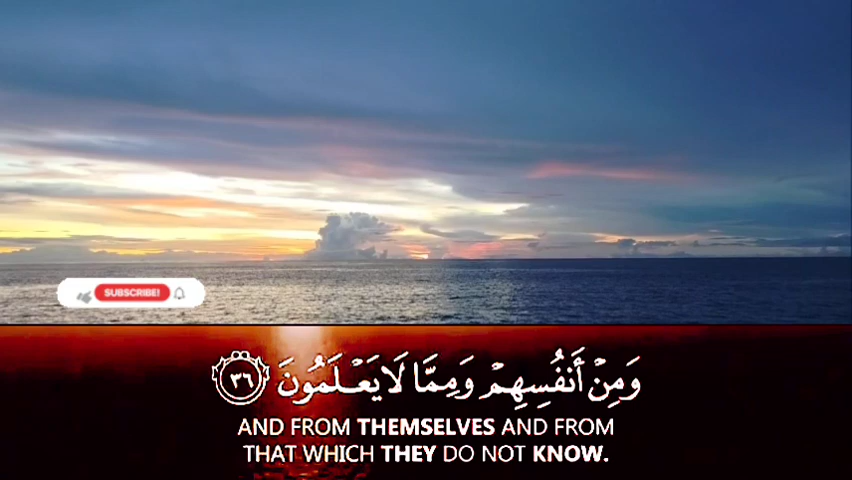 SUBSCRIBE!
وَمِنْ أَنفُسِهِمْ وَمِمَّا لَا يَعْلَمُونَ ٣٦
AND FROM THEMSELVES AND FROM
THAT WHICH THEY DO NOT KNOW.